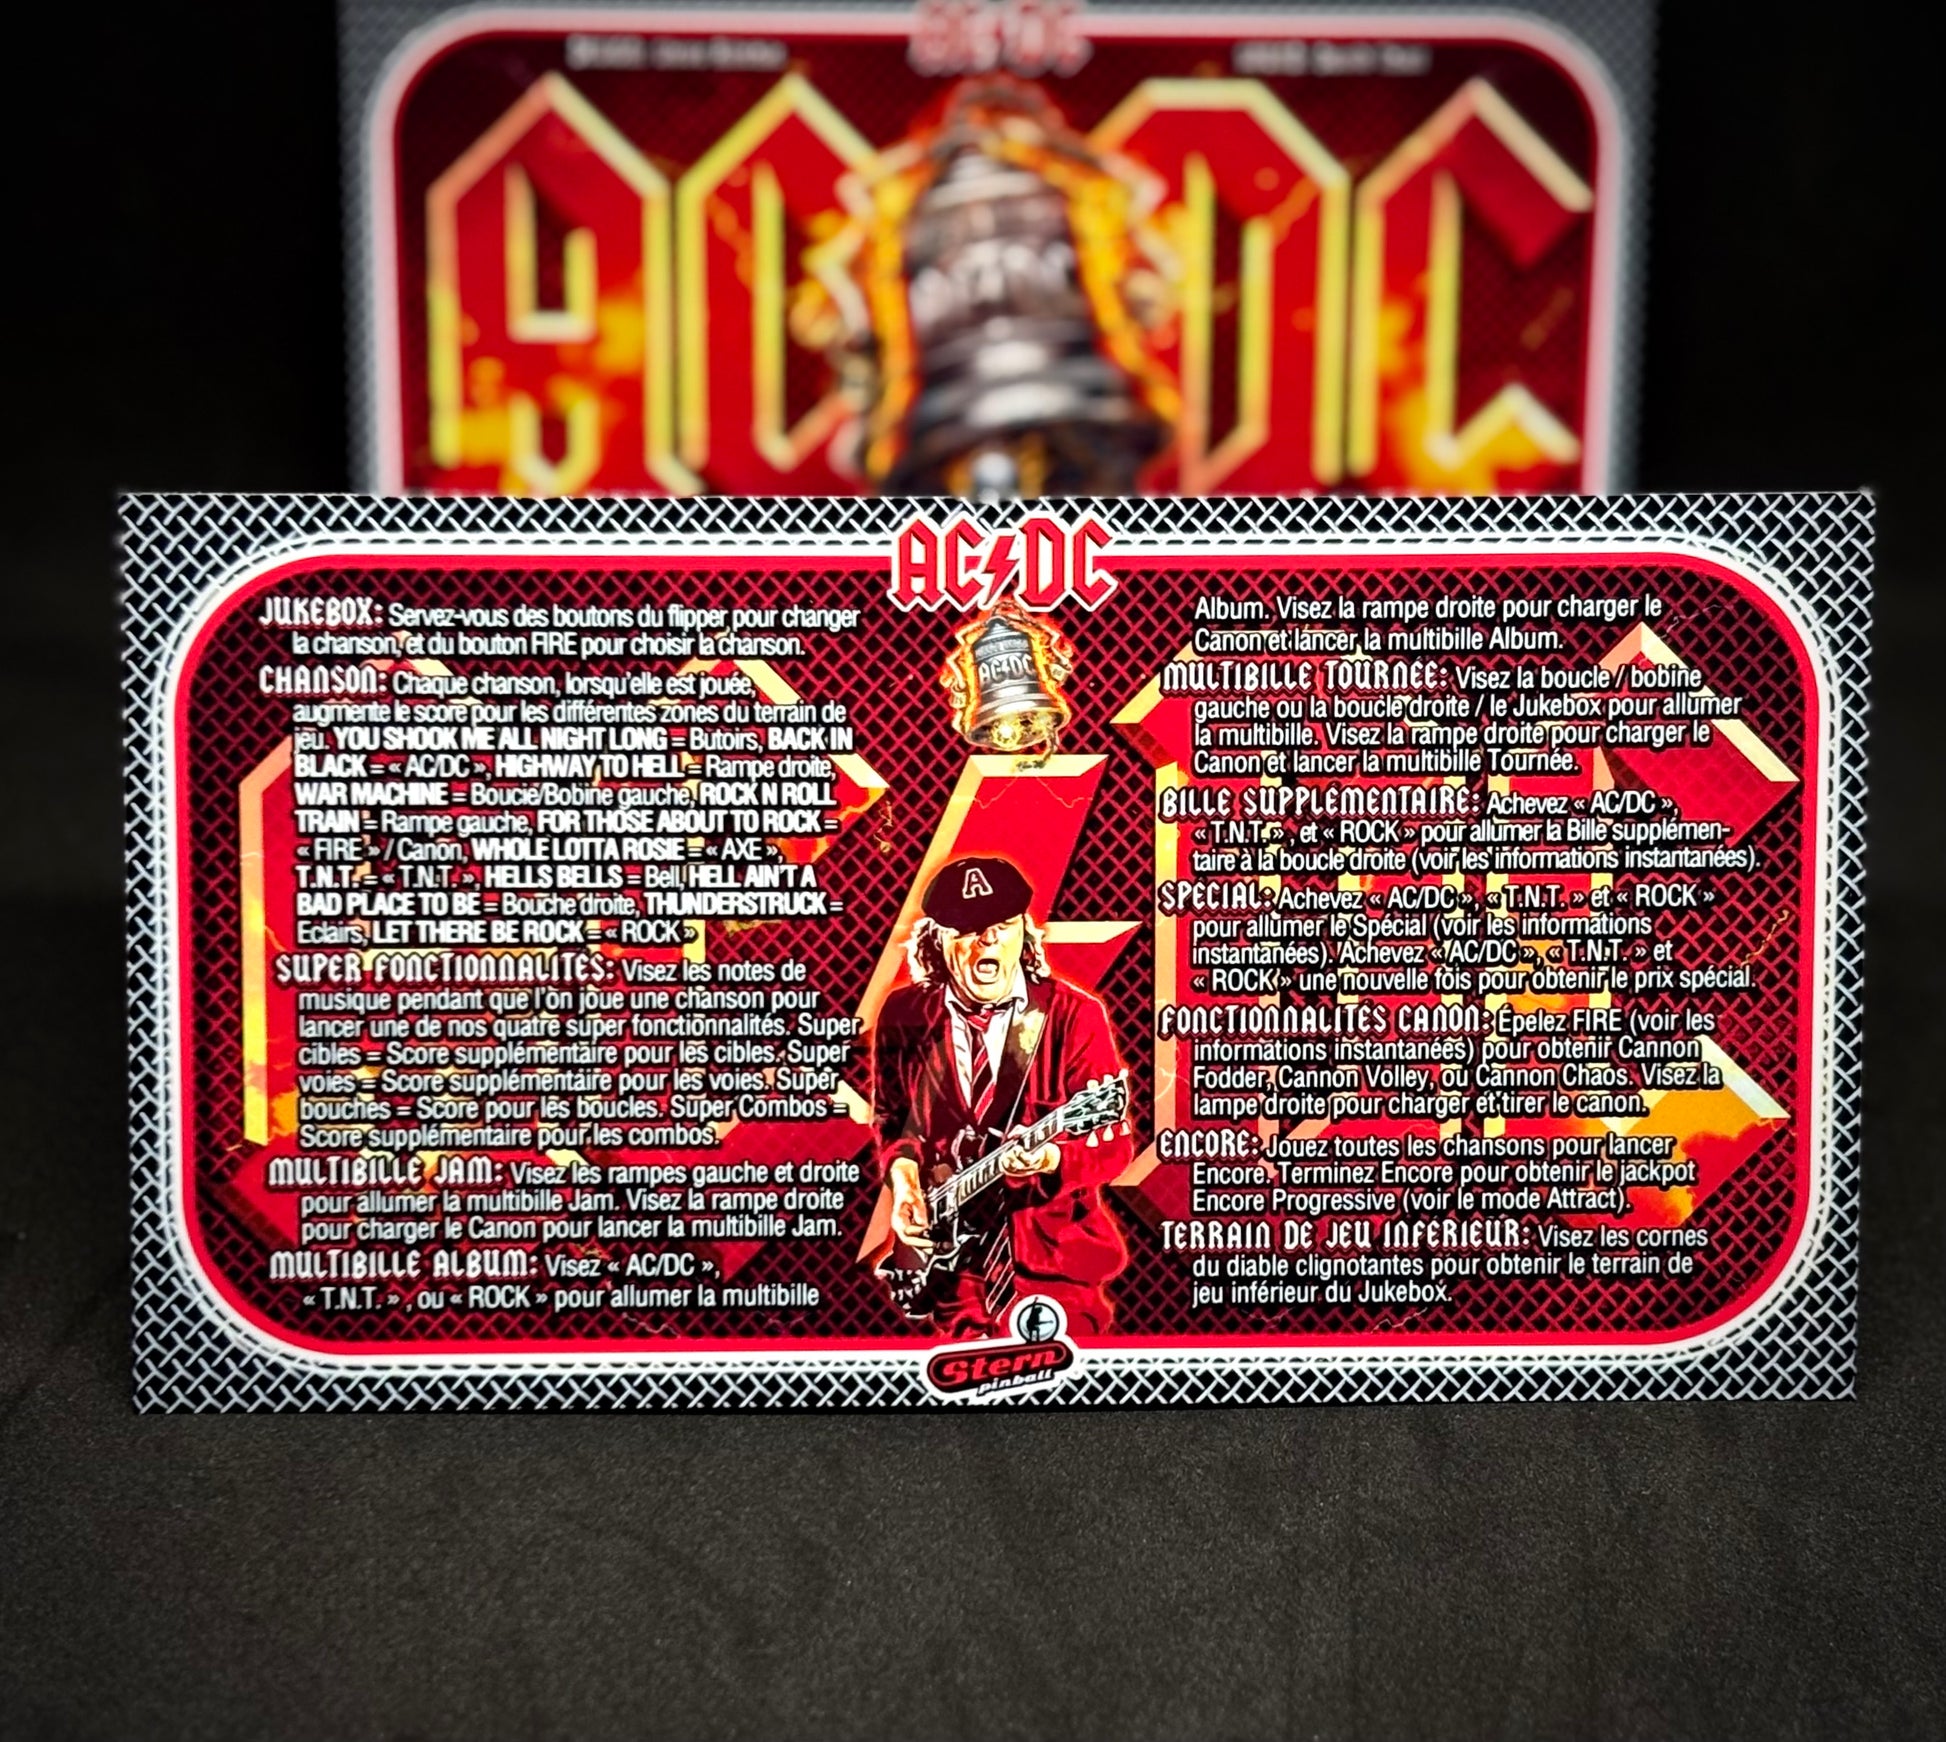 AC/DC
JUKEBOX: Servez-vous des boutons du flipper pour changer
la chanson, et du bouton FIRE pour choisir la chanson.
CHANSON: Chaque chanson, lorsqu'elle est jouée,
augmente le score pour les différentes zones du terrain de
jeu. YOU SHOOK ME ALL NIGHT LONG = Butoirs, BACK IN
BLACK = « AC/DC », HIGHWAY TO HELL = Rampe droite,
WAR MACHINE = Boucle/Bobine gauche, ROCK N ROLL
TRAIN = Rampe gauche, FOR THOSE ABOUT TO ROCK =
« FIRE » / Canon, WHOLE LOTTA ROSIE = « AXE »,
T.N.T. = « T.N.T. », HELLS BELLS = Bell, HELL AIN'T A
BAD PLACE TO BE = Bouche droite, THUNDERSTRUCK =
Eclairs, LET THERE BE ROCK = « ROCK »
SUPER FONCTIONNALITÉS: Visez les notes de
musique pendant que l'on joue une chanson pour
lancer une de nos quatre super fonctionnalités. Super
cibles = Score supplémentaire pour les cibles. Super
voies = Score supplémentaire pour les voies. Super
bouches = Score pour les boucles. Super Combos =
Score supplémentaire pour les combos.
MULTIBILLE JAM: Visez les rampes gauche et droite
pour allumer la multibille Jam. Visez la rampe droite
pour charger le Canon pour lancer la multibille Jam.
MULTIBILLE ALBUM: Visez « AC/DC »,
« T.N.T. » , ou « ROCK » pour allumer la multibille
Album. Visez la rampe droite pour charger le
Canon et lancer la multibille Album.
MULTIBILLE TOURNÉE: Visez la boucle / bobine
gauche ou la boucle droite / le Jukebox pour allumer
la multibille. Visez la rampe droite pour charger le
Canon et lancer la multibille Tournée.
BILLE SUPPLÉMENTAIRE: Achevez « AC/DC »,
« T.N.T. » , et « ROCK » pour allumer la Bille supplémen-
taire à la boucle droite (voir les informations instantanées).
SPÉCIAL: Achevez « AC/DC », « T.N.T. » et « ROCK »
pour allumer le Spécial (voir les informations
instantanées). Achevez « AC/DC », « T.N.T. » et
« ROCK » une nouvelle fois pour obtenir le prix spécial.
FONCTIONNALITÉS CANON: Épelez FIRE (voir les
informations instantanées) pour obtenir Cannon
Fodder, Cannon Volley, ou Cannon Chaos. Visez la
lampe droite pour charger et tirer le canon.
ENCORE: Jouez toutes les chansons pour lancer
Encore. Terminez Encore pour obtenir le jackpot
Encore Progressive (voir le mode Attract).
TERRAIN DE JEU INFÉRIEUR: Visez les cornes
du diable clignotantes pour obtenir le terrain de
jeu inférieur du Jukebox.
AC/DC
A
Stern
pinball